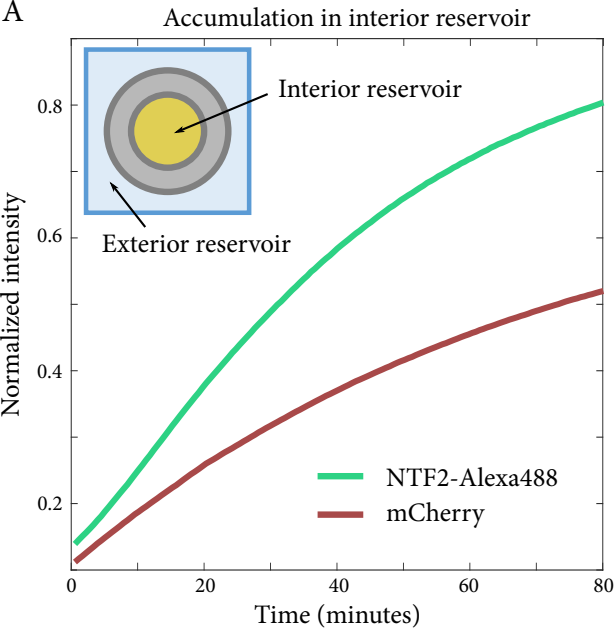 A
Accumulation in interior reservoir
Interior reservoir
Exterior reservoir
Normalized intensity
0.8
0.6
0.4
0.2
NTF2-Alexa488
mCherry
0
20
40
60
80
Time (minutes)